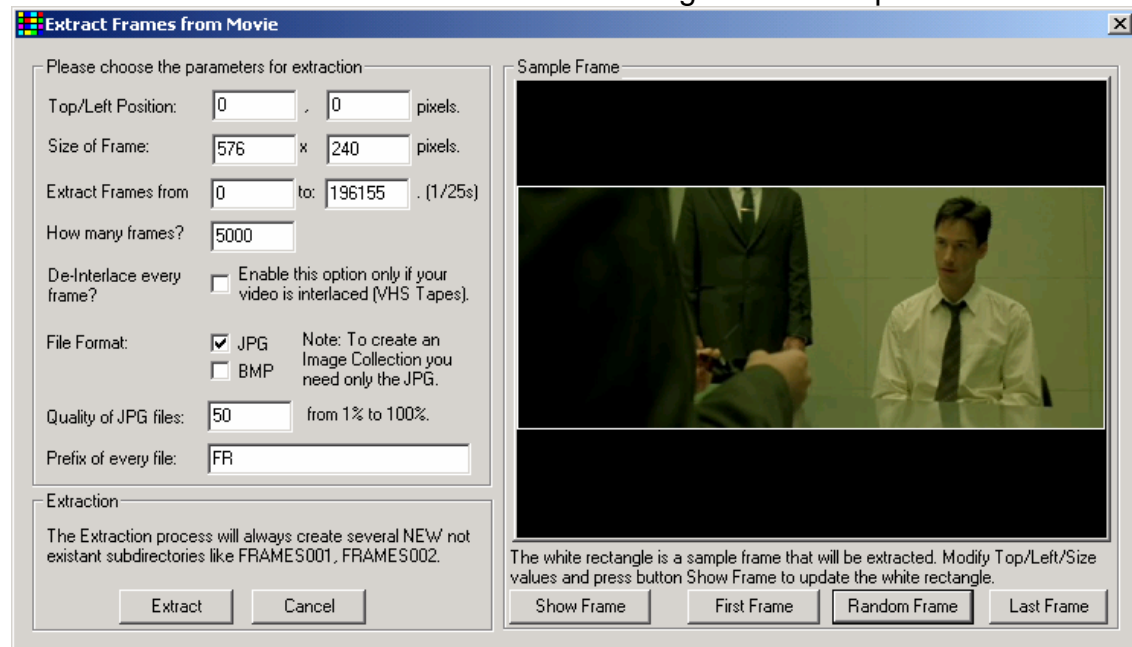 Extract Frames from Movie
Please choose the parameters for extraction
Top/Left Position: 0 , 0 pixels.
Size of Frame: 576 x 240 pixels.
Extract Frames from 0 to: 196155 . (1/25s)
How many frames? 5000
De-Interlace every
frame?
Enable this option only if your
video is interlaced (VHS Tapes).
File Format:
JPG
BMP
Note: To create an
Image Collection you
need only the JPG.
Quality of JPG files: 50 from 1% to 100%.
Prefix of every file: FR
Extraction
The Extraction process will always create several NEW not
existant subdirectories like FRAMES001, FRAMES002.
Extract Cancel
Sample Frame
The white rectangle is a sample frame that will be extracted. Modify Top/Left/Size
values and press button Show Frame to update the white rectangle.
Show Frame First Frame Random Frame Last Frame